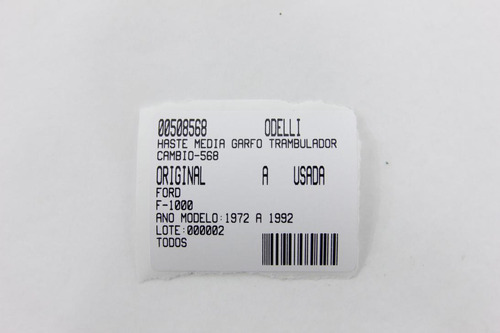 00508568 ODELLI
HASTE MEDIA GARFO TRAMBULADOR
CAMBIO-568
ORIGINAL A USADA
FORD
F-1000
ANO MODELO:1972 A 1992
LOTE:000002
TODOS